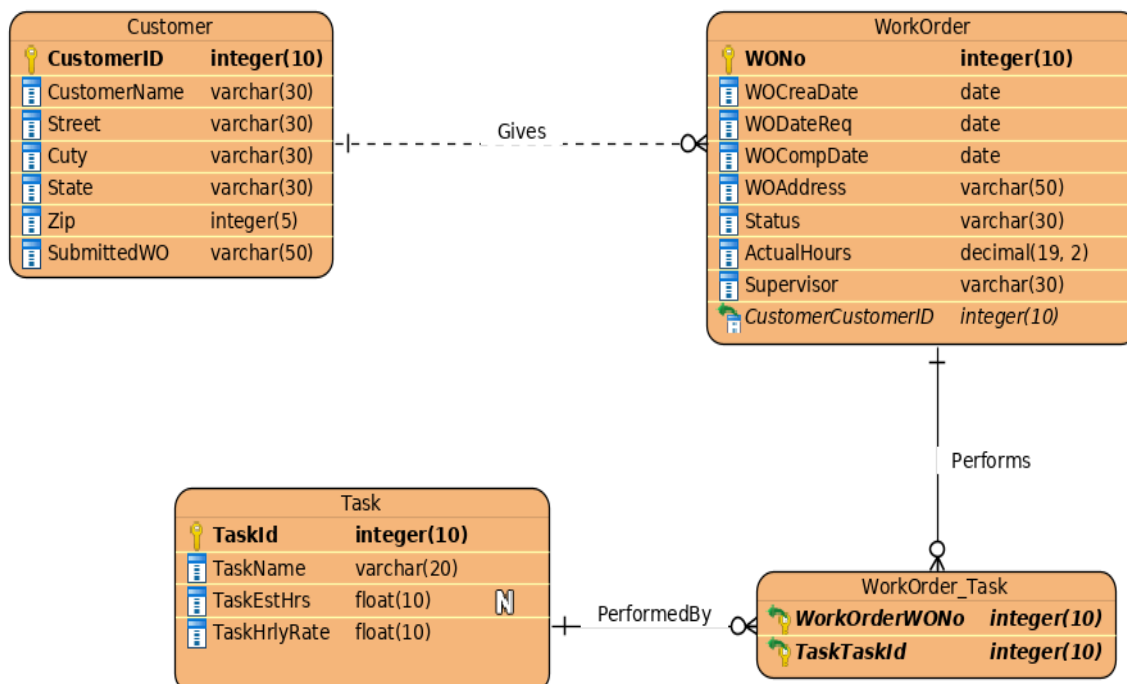 Customer
CustomerID integer(10)
CustomerName varchar(30)
Street varchar(30)
Cuty varchar(30)
State varchar(30)
Zip integer(5)
SubmittedWO varchar(50)
Gives
WorkOrder
WONo integer(10)
WOCreaDate date
WODateReq date
WOCompDate date
WOAddress varchar(50)
Status varchar(30)
ActualHours decimal(19, 2)
Supervisor varchar(30)
CustomerCustomerID integer(10)
Performs
Task
TaskId integer(10)
TaskName varchar(20)
TaskEstHrs float(10) N
TaskHrlyRate float(10)
PerformedBy
WorkOrder_Task
WorkOrderWONo integer(10)
TaskTaskId integer(10)